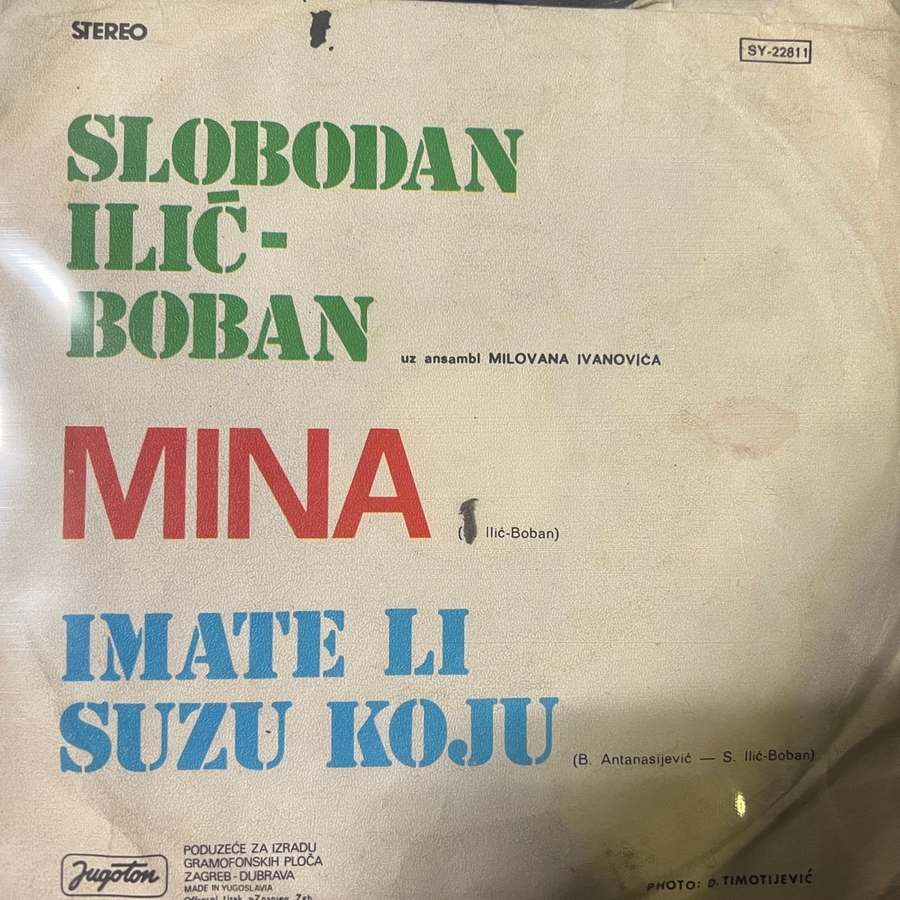 STEREO
SY-22811
SLOBODAN
ILIĆ-
BOBAN
uz ansambl MILOVANA IVANOVIĆA
MINA
( Ilić-Boban)
IMATE LI
SUZU KOJU
(B. Antanasijević — S. Ilić-Boban)
Jugoton
PODUZEĆE ZA IZRADU
GRAMOFONSKIH PLOČA
ZAGREB - DUBRAVA
MADE IN YUGOSLAVIA
PHOTO: D. TIMOTIJEVIĆ